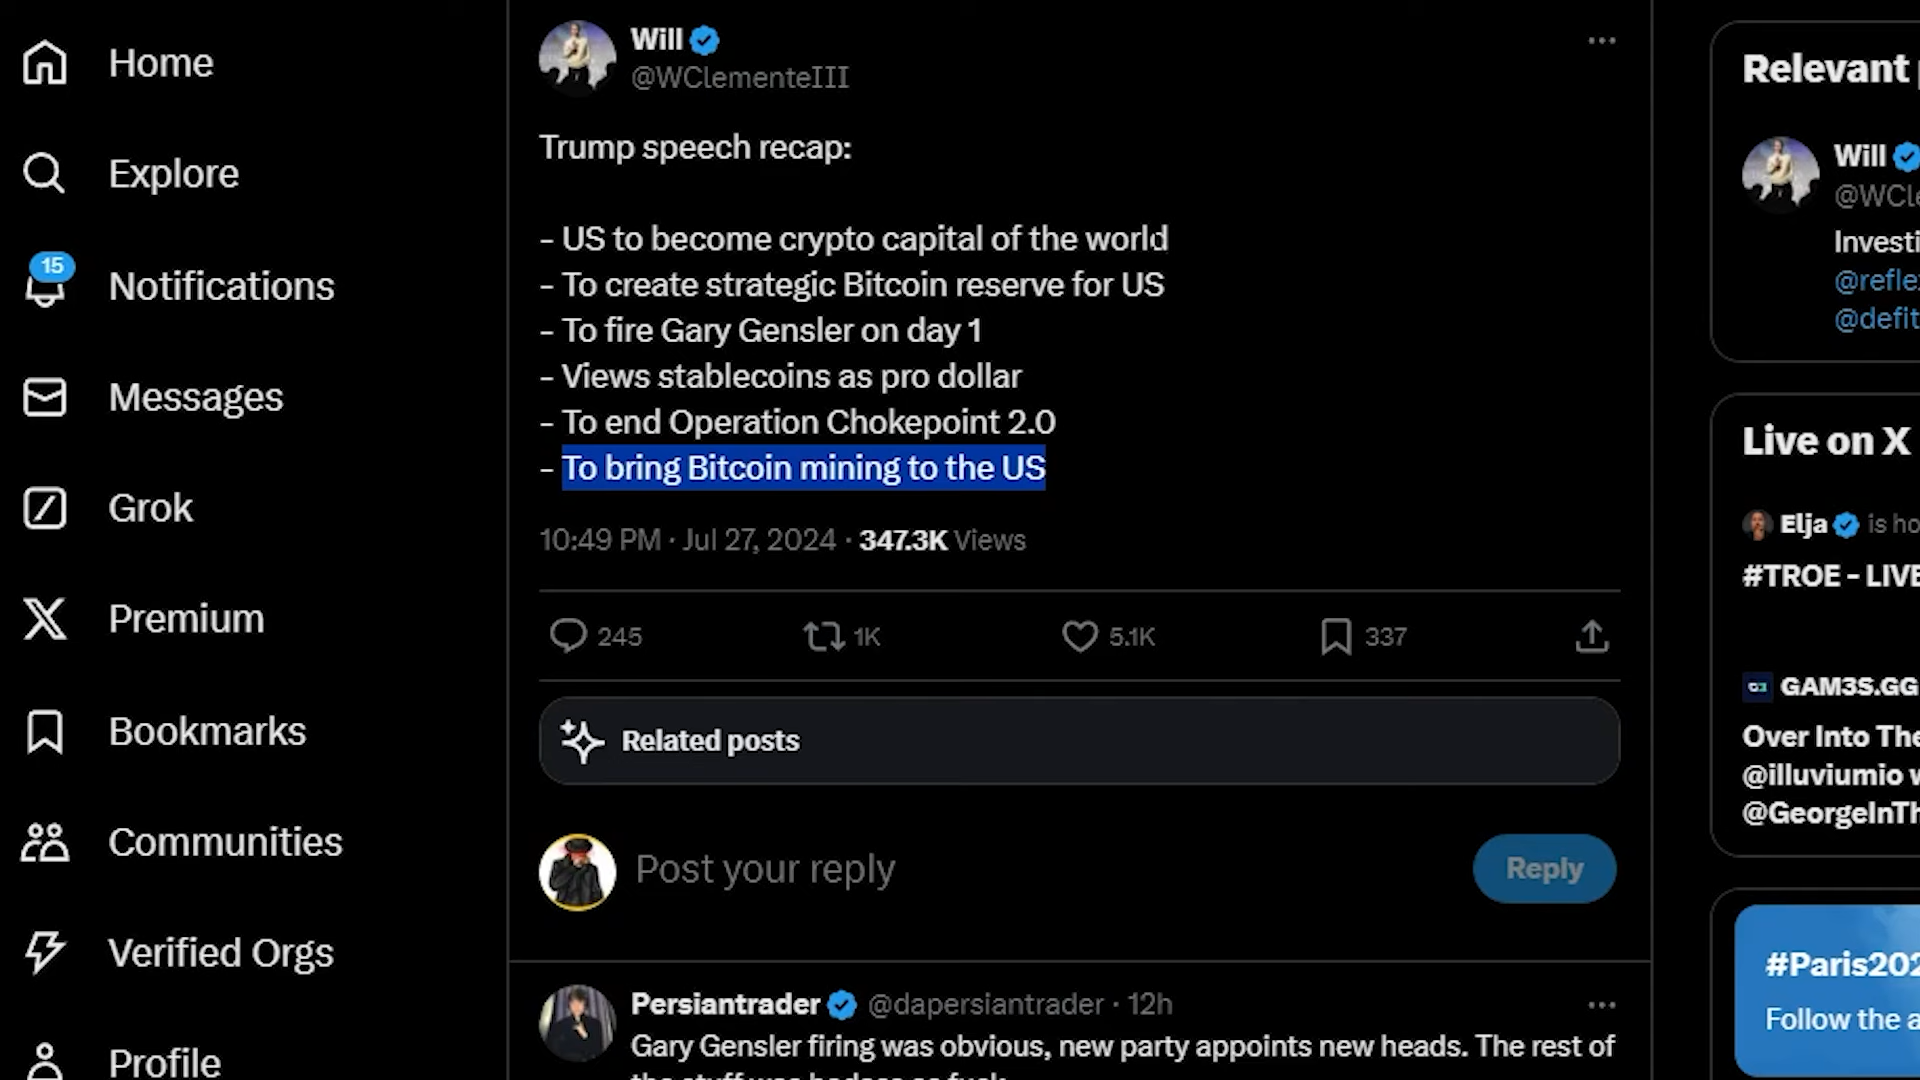 Home
Explore
15
Notifications
Messages
Grok
Premium
Bookmarks
Communities
Verified Orgs
Profile
Will
@WClementeIII
Trump speech recap:
- US to become crypto capital of the world
- To create strategic Bitcoin reserve for US
- To fire Gary Gensler on day 1
- Views stablecoins as pro dollar
- To end Operation Chokepoint 2.0
- To bring Bitcoin mining to the US
10:49 PM · Jul 27, 2024 · 347.3K Views
245 1K 5.1K 337
Related posts
Post your reply
Reply
Persiantrader @dapersiantrader · 12h
Gary Gensler firing was obvious, new party appoints new heads. The rest of
Relevant
Will
@WCle
Investi
@refle
@defit
Live on X
Elja is ho
#TROE - LIVE
GAM3S.GG
Over Into The
@illuviumio
@GeorgeInTh
#Paris202
Follow the a